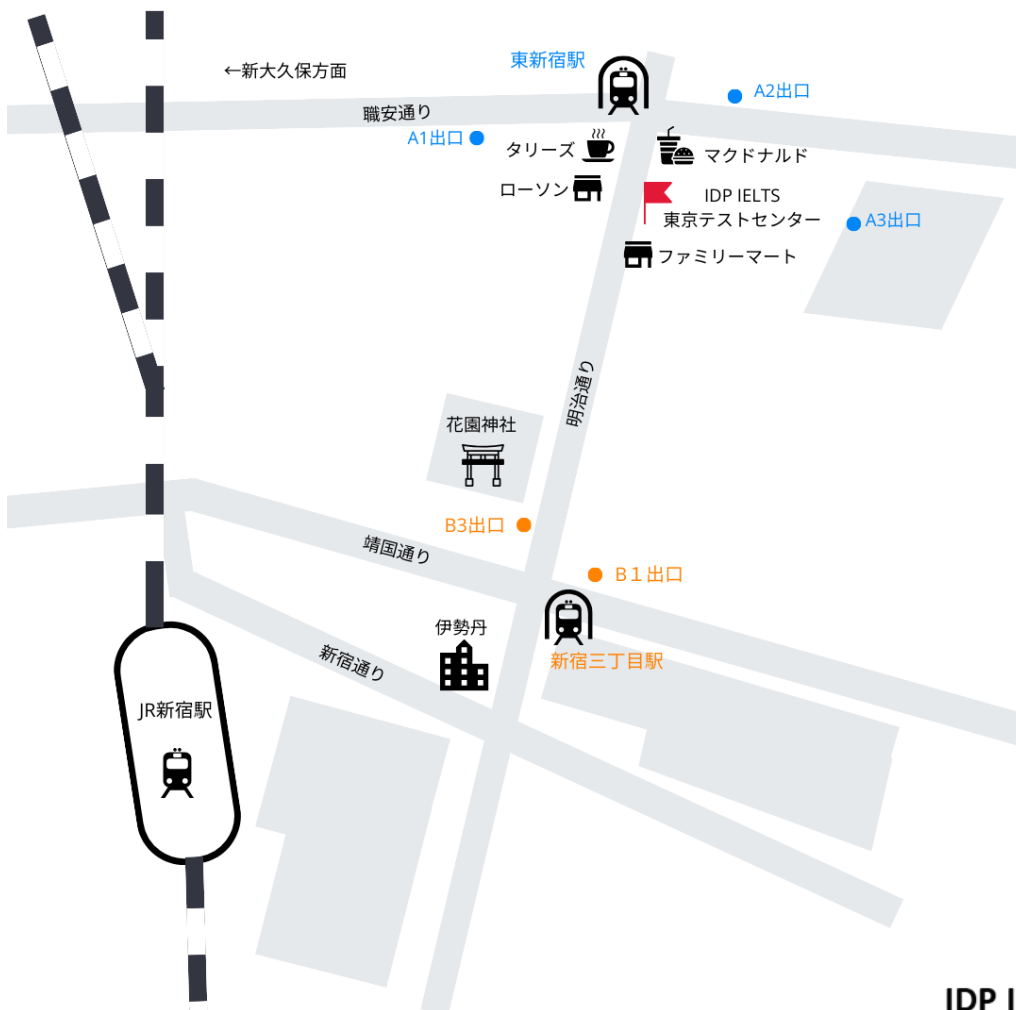 東新宿駅
←新大久保方面
A2出口
職安通り
A1出口
タリーズ
マクドナルド
ローソン
IDP IELTS
東京テストセンター
A3出口
ファミリーマート
明治通り
花園神社
B3出口
靖国通り
B１出口
伊勢丹
新宿通り
新宿三丁目駅
JR新宿駅
IDP I